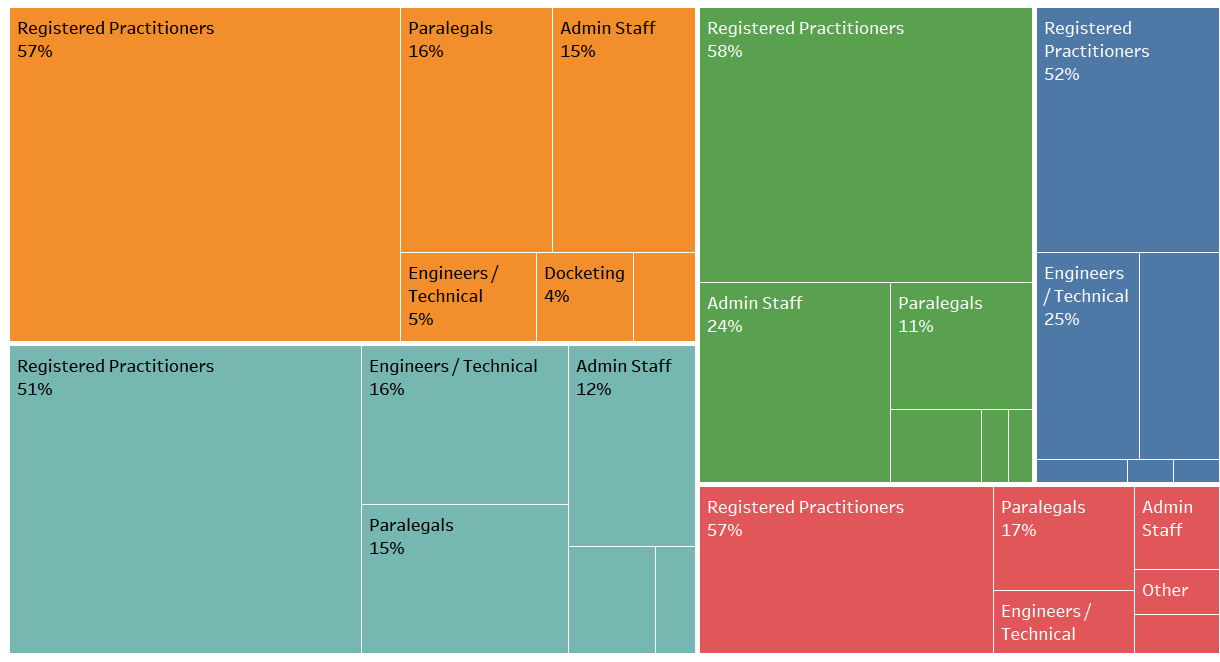 Registered Practitioners
57%
Paralegals
16%
Admin Staff
15%
Engineers /
Technical
5%
Docketing
4%
Registered Practitioners
51%
Engineers / Technical
16%
Admin Staff
12%
Paralegals
15%
Registered Practitioners
58%
Admin Staff
24%
Paralegals
11%
Registered
Practitioners
52%
Engineers
/ Technical
25%
Registered Practitioners
57%
Paralegals
17%
Admin
Staff
Other
Engineers /
Technical